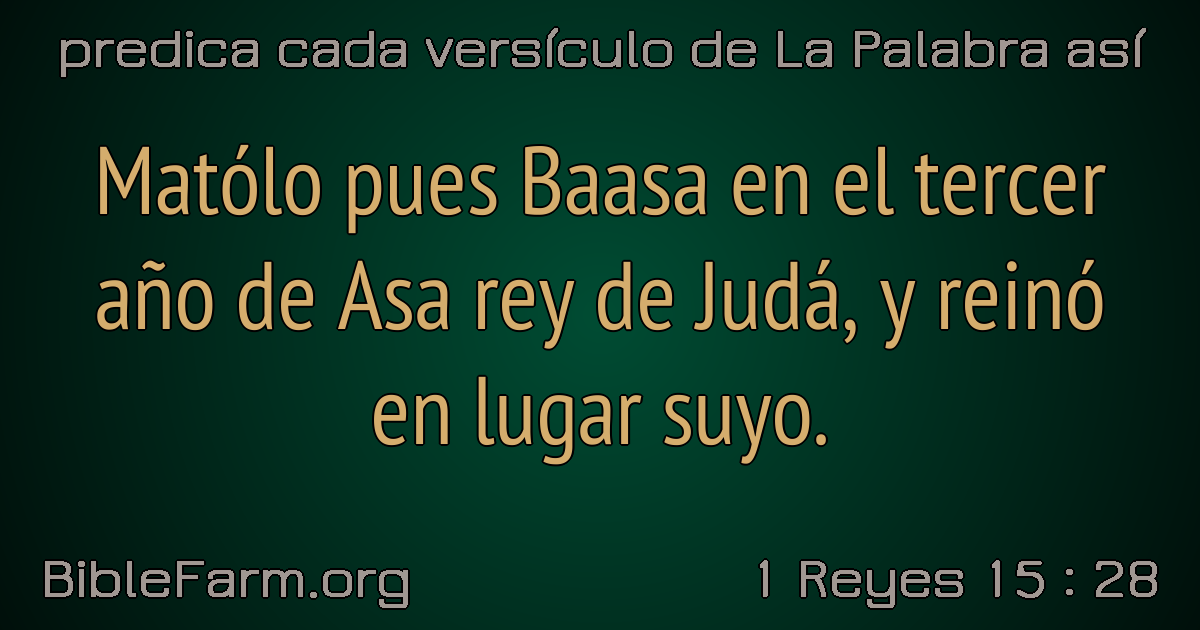 predica cada versículo de La Palabra así
Matólo pues Baasa en el tercer
año de Asa rey de Judá, y reinó
en lugar suyo.
BibleFarm.org
1 Reyes 15 : 28